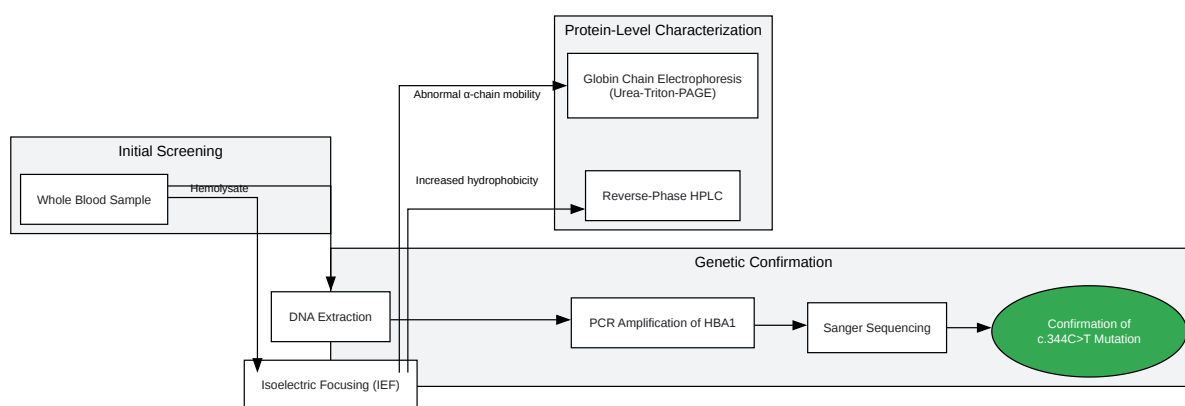 Protein-Level Characterization
Globin Chain Electrophoresis
(Urea-Triton-PAGE)
Abnormal α-chain mobility
Initial Screening
Whole Blood Sample
Hemolysate
Increased hydrophobicity
Reverse-Phase HPLC
Genetic Confirmation
DNA Extraction
PCR Amplification of HBA1
Sanger Sequencing
Confirmation of
c.344C>T Mutation
Isoelectric Focusing (IEF)